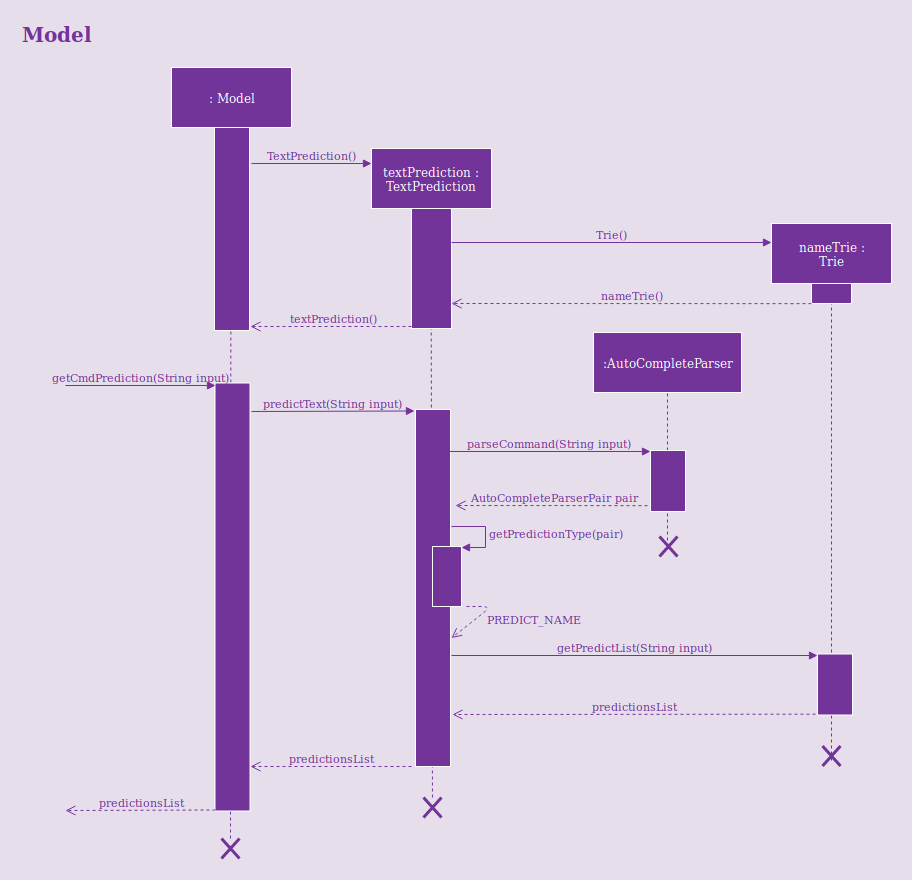 Model
: Model
TextPrediction()
textPrediction :
TextPrediction
Trie()
nameTrie :
Trie
nameTrie()
textPrediction()
:AutoCompleteParser
getCmdPrediction(String input)
predictText(String input)
parseCommand(String input)
AutoCompleteParserPair pair
getPredictionType(pair)
PREDICT_NAME
getPredictList(String input)
predictionsList
predictionsList
predictionsList